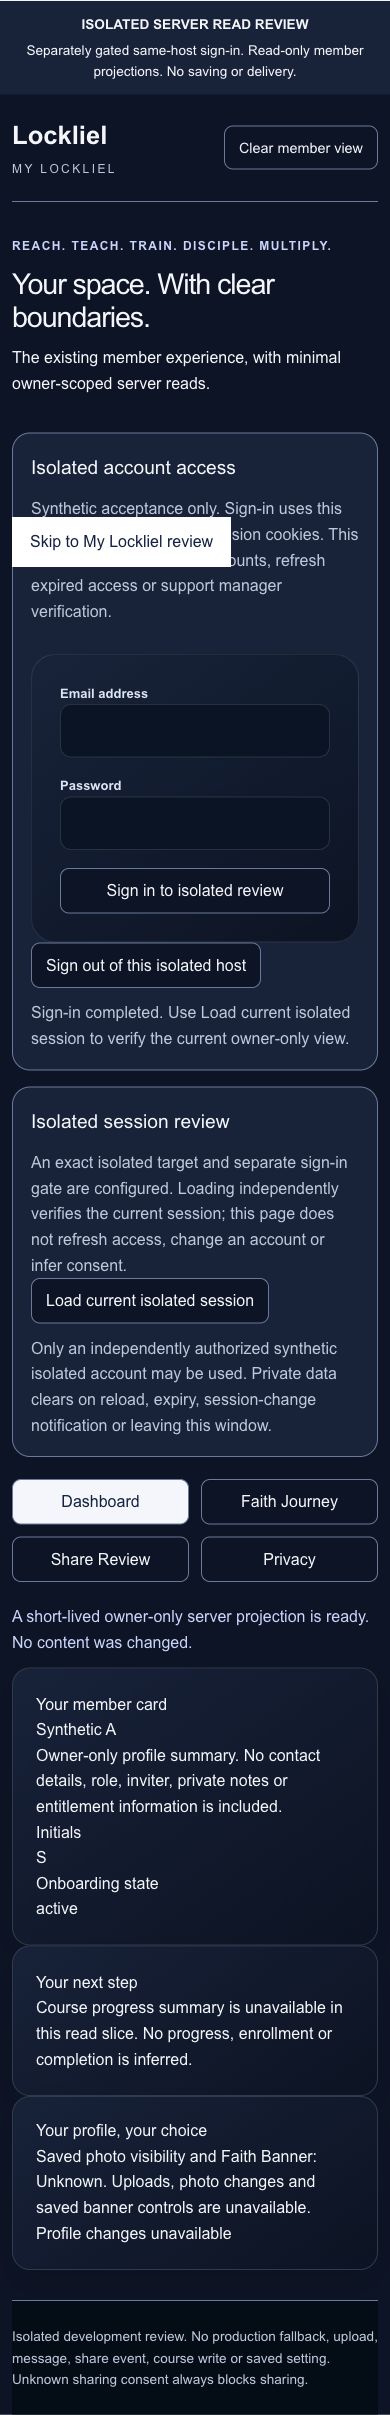 ISOLATED SERVER READ REVIEW
Separately gated same-host sign-in. Read-only member
projections. No saving or delivery.
Lockliel
MY LOCKLIEL
Clear member view
REACH. TEACH. TRAIN. DISCIPLE. MULTIPLY.
Your space. With clear
boundaries.
The existing member experience, with minimal
owner-scoped server reads.
Isolated account access
Synthetic acceptance only. Sign-in uses this
Skip to My Lockliel review
cookies. This
refresh
expired access or support manager
verification.
Email address
Password
Sign in to isolated review
Sign out of this isolated host
Sign-in completed. Use Load current isolated
session to verify the current owner-only view.
Isolated session review
An exact isolated target and separate sign-in
gate are configured. Loading independently
verifies the current session; this page does
not refresh access, change an account or
infer consent.
Load current isolated session
Only an independently authorized synthetic
isolated account may be used. Private data
clears on reload, expiry, session-change
notification or leaving this window.
Dashboard
Faith Journey
Share Review
Privacy
A short-lived owner-only server projection is ready.
No content was changed.
Your member card
Synthetic A
Owner-only profile summary. No contact
details, role, inviter, private notes or
entitlement information is included.
Initials
S
Onboarding state
active
Your next step
Course progress summary is unavailable in
this read slice. No progress, enrollment or
completion is inferred.
Your profile, your choice
Saved photo visibility and Faith Banner:
Unknown. Uploads, photo changes and
saved banner controls are unavailable.
Profile changes unavailable
Isolated development review. No production fallback, upload,
message, share event, course write or saved setting.
Unknown sharing consent always blocks sharing.